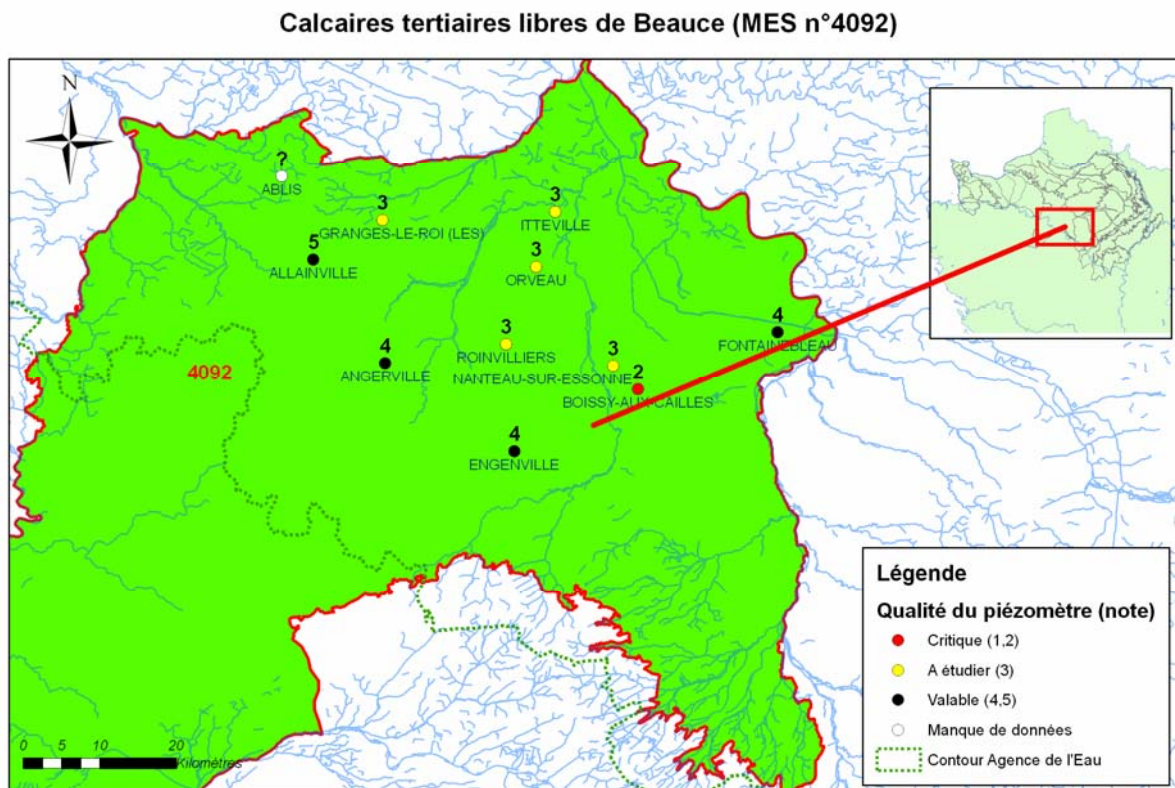 Calcaires tertiaires libres de Beauce (MES n°4092)
N
?
ABLIS
3
GRANGES-LE-ROI (LES)
3
ITTEVILLE
5
ALLAINVILLE
3
ORVEAU
4
FONTAINEBLEAU
3
ROINVILLIERS
4
ANGERVILLE
3
NANTEAU-SUR-ESSONNE
2
BOISSY-AUX-CAILLES
4092
4
ENGENVILLE
Légende
Qualité du piézomètre (note)
Critique (1,2)
A étudier (3)
Valable (4,5)
Manque de données
Contour Agence de l'Eau
0 5 10 20
Kilomètres